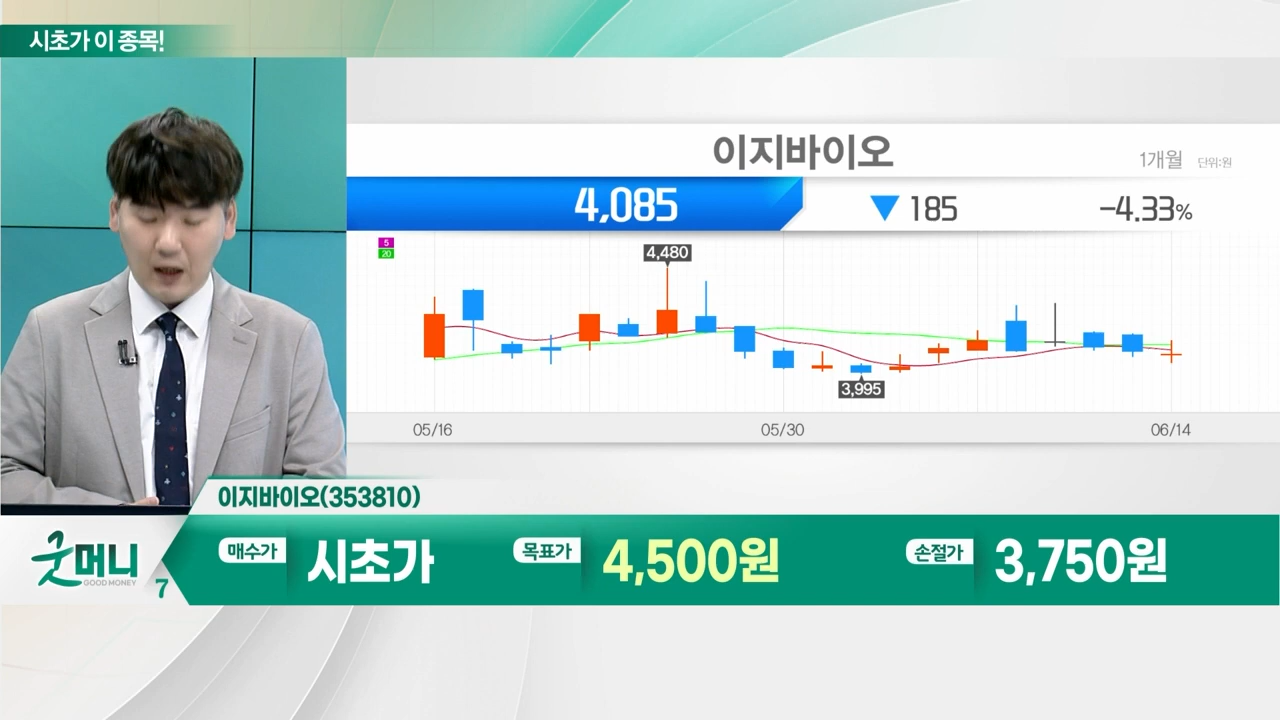 시초가 이 종목!
이지바이오
1개월 단위:원
4,085 ▼ 185 -4.33%
5
20
4,480
3,995
05/16 05/30 06/14
이지바이오(353810)
굿머니
GOOD MONEY
7
매수가 시초가 목표가 4,500원 손절가 3,750원